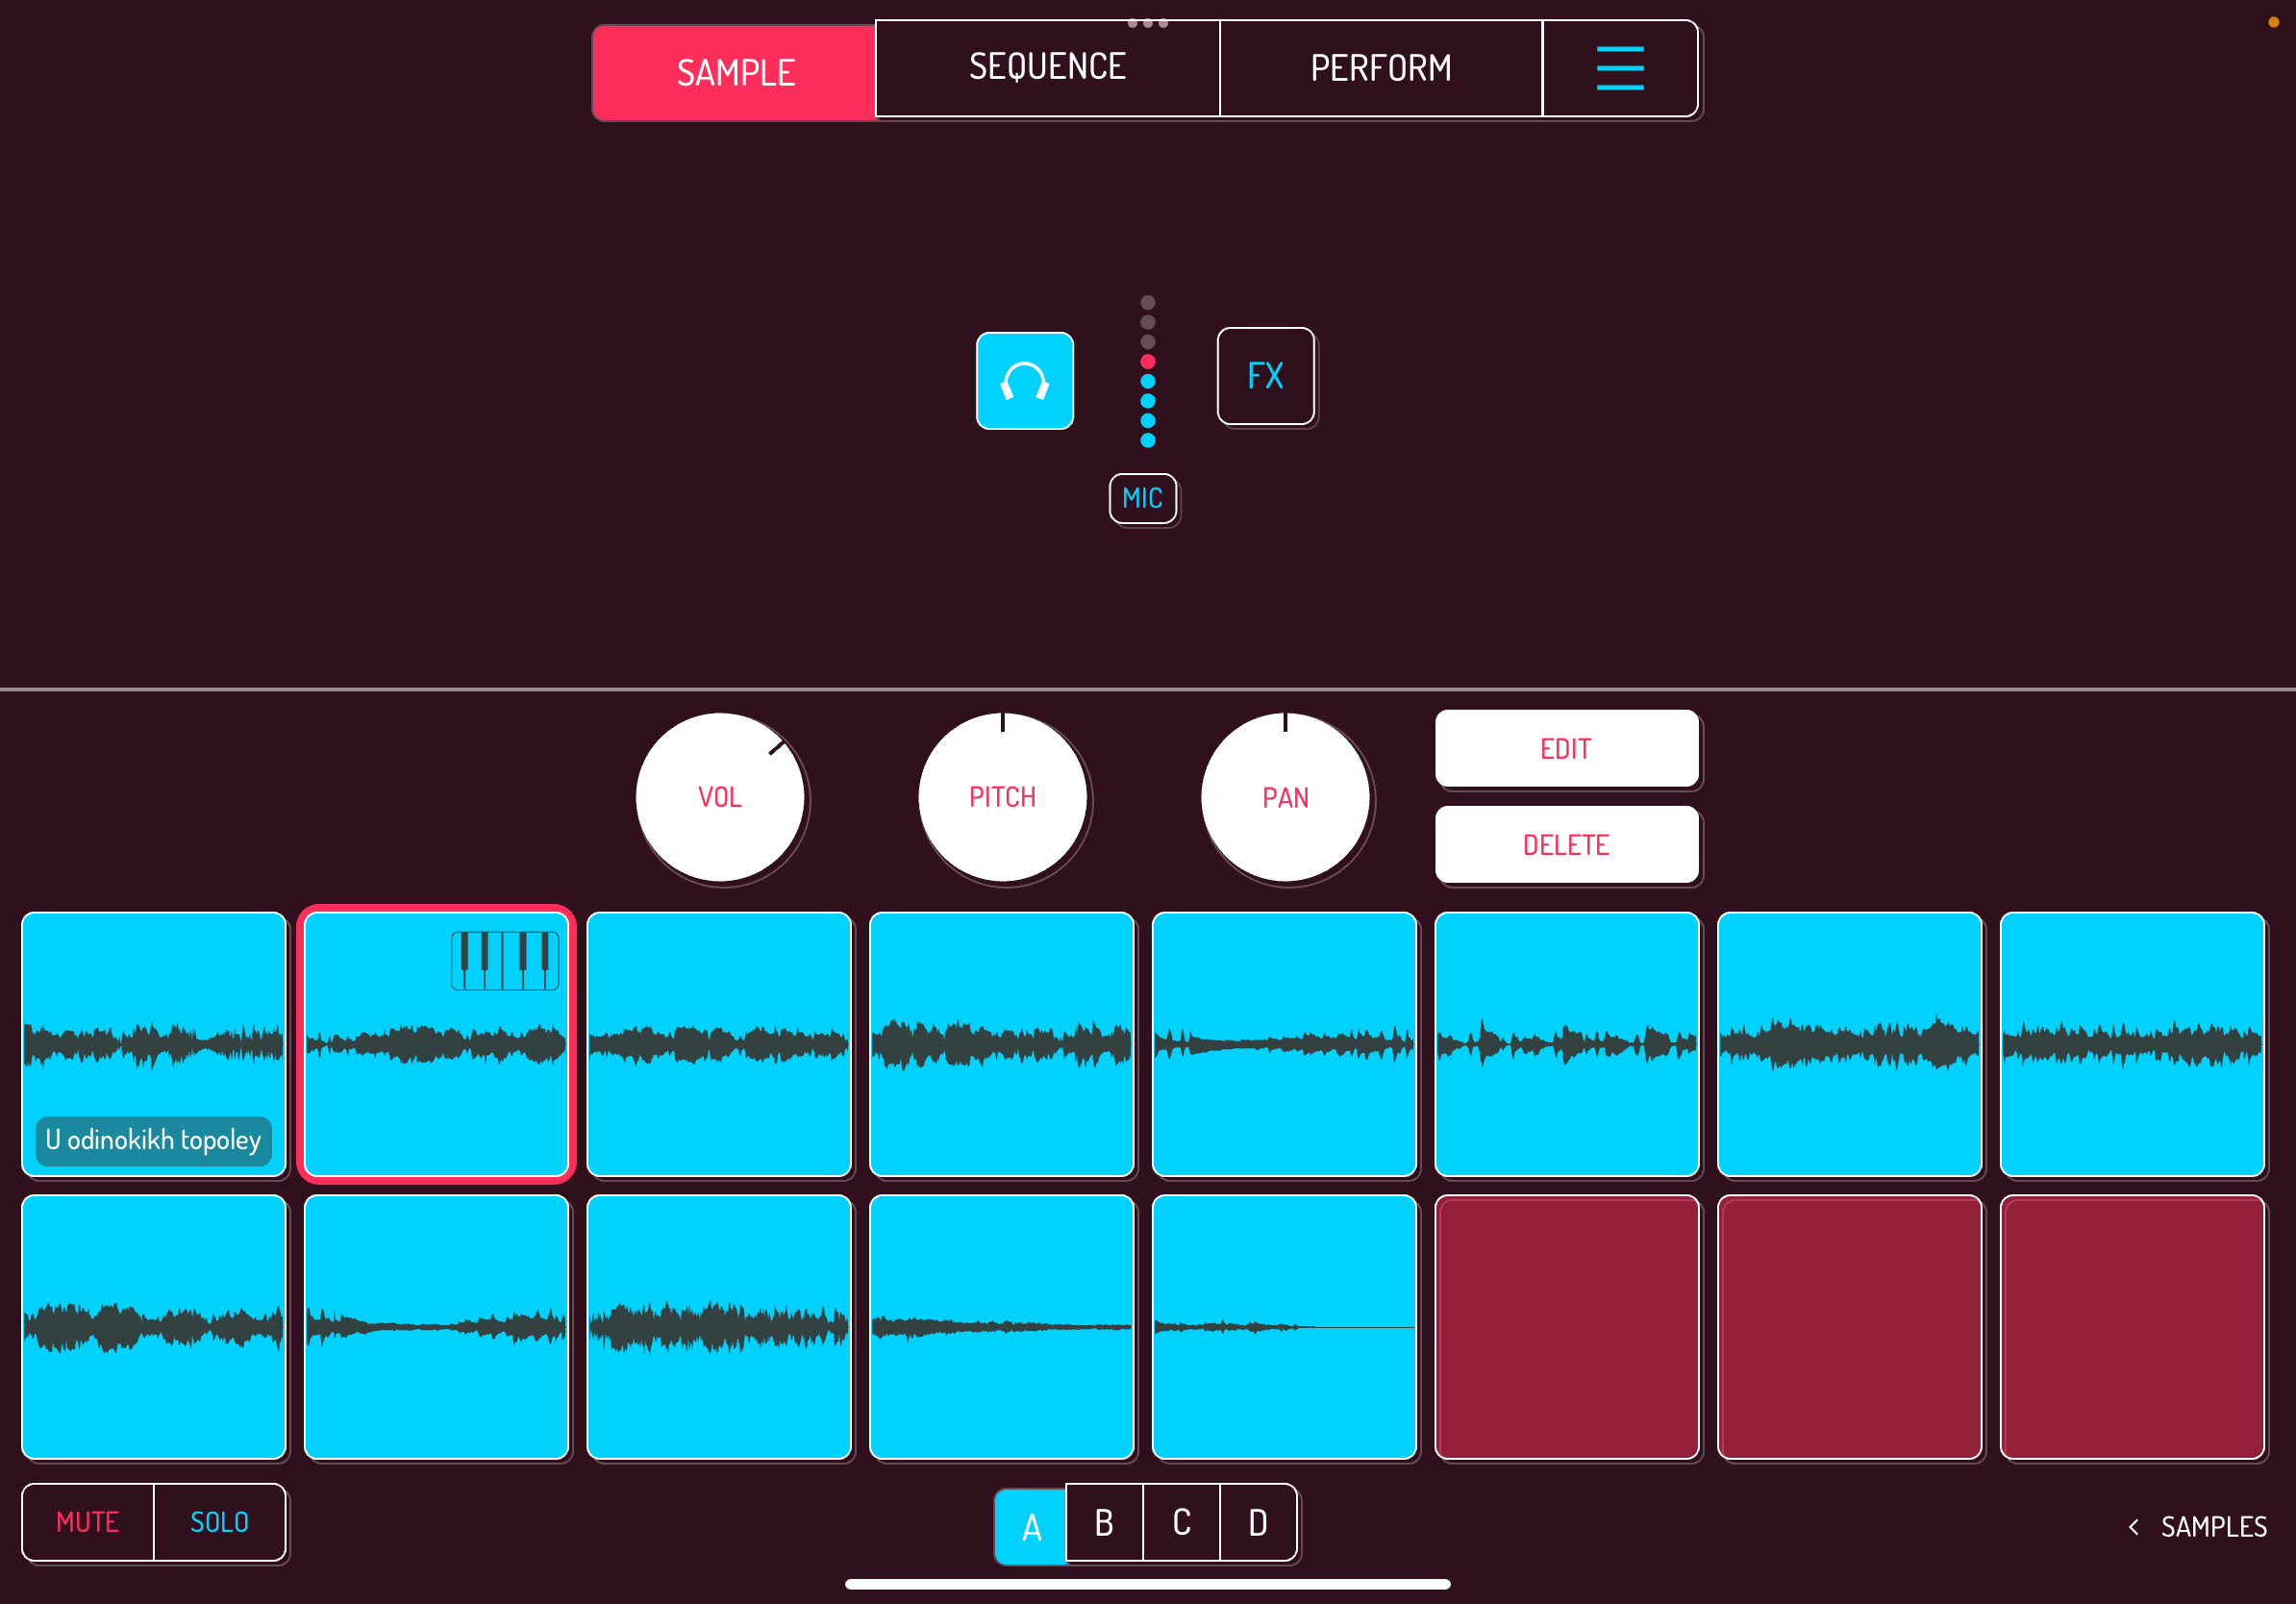 SAMPLE
SEQUENCE
PERFORM
FX
MIC
VOL
PITCH
PAN
EDIT
DELETE
U odinokikh topoley
MUTE
SOLO
A
B
C
D
< SAMPLES